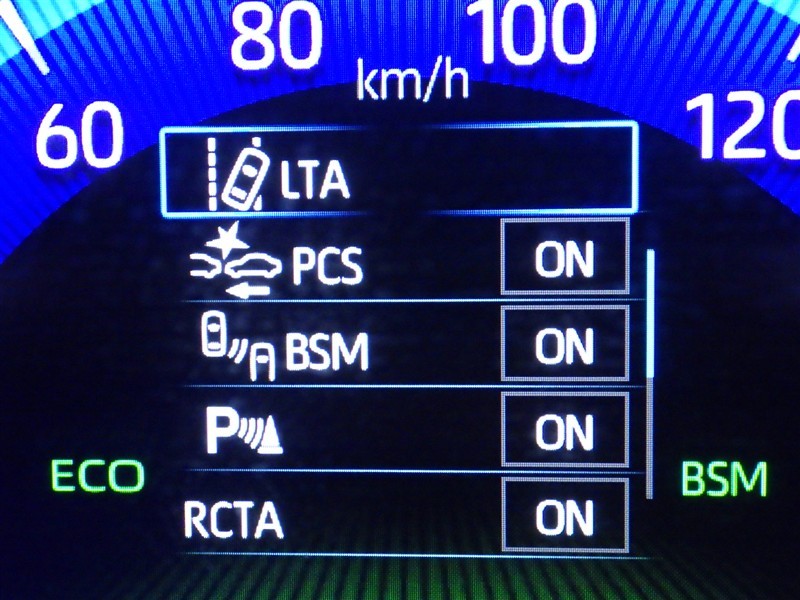 80 100
km/h
60 120
LTA
PCS ON
BSM ON
P ON
ECO BSM
RCTA ON